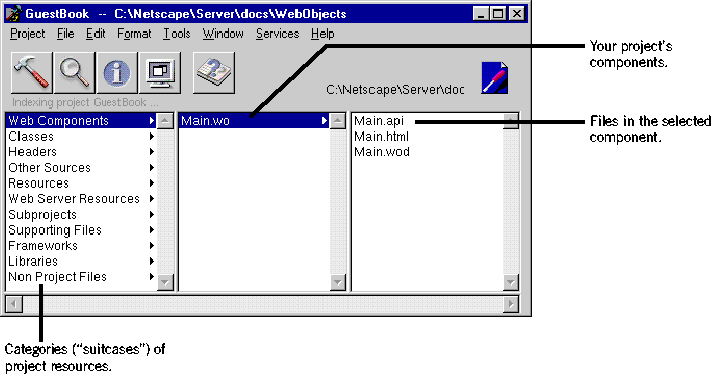 GuestBook -- C:\Netscape\Server\docs\WebObjects
Project File Edit Format Tools Window Services Help
Your project's
components.
C:\Netscape\Server\doc
Indexing project GuestBook ...
Web Components
Main.wo
Main.api
Files in the selected
component.
Classes
Main.html
Headers
Main.wod
Other Sources
Resources
Web Server Resources
Subprojects
Supporting Files
Frameworks
Libraries
Non Project Files
Categories (“suitcases”) of
project resources.